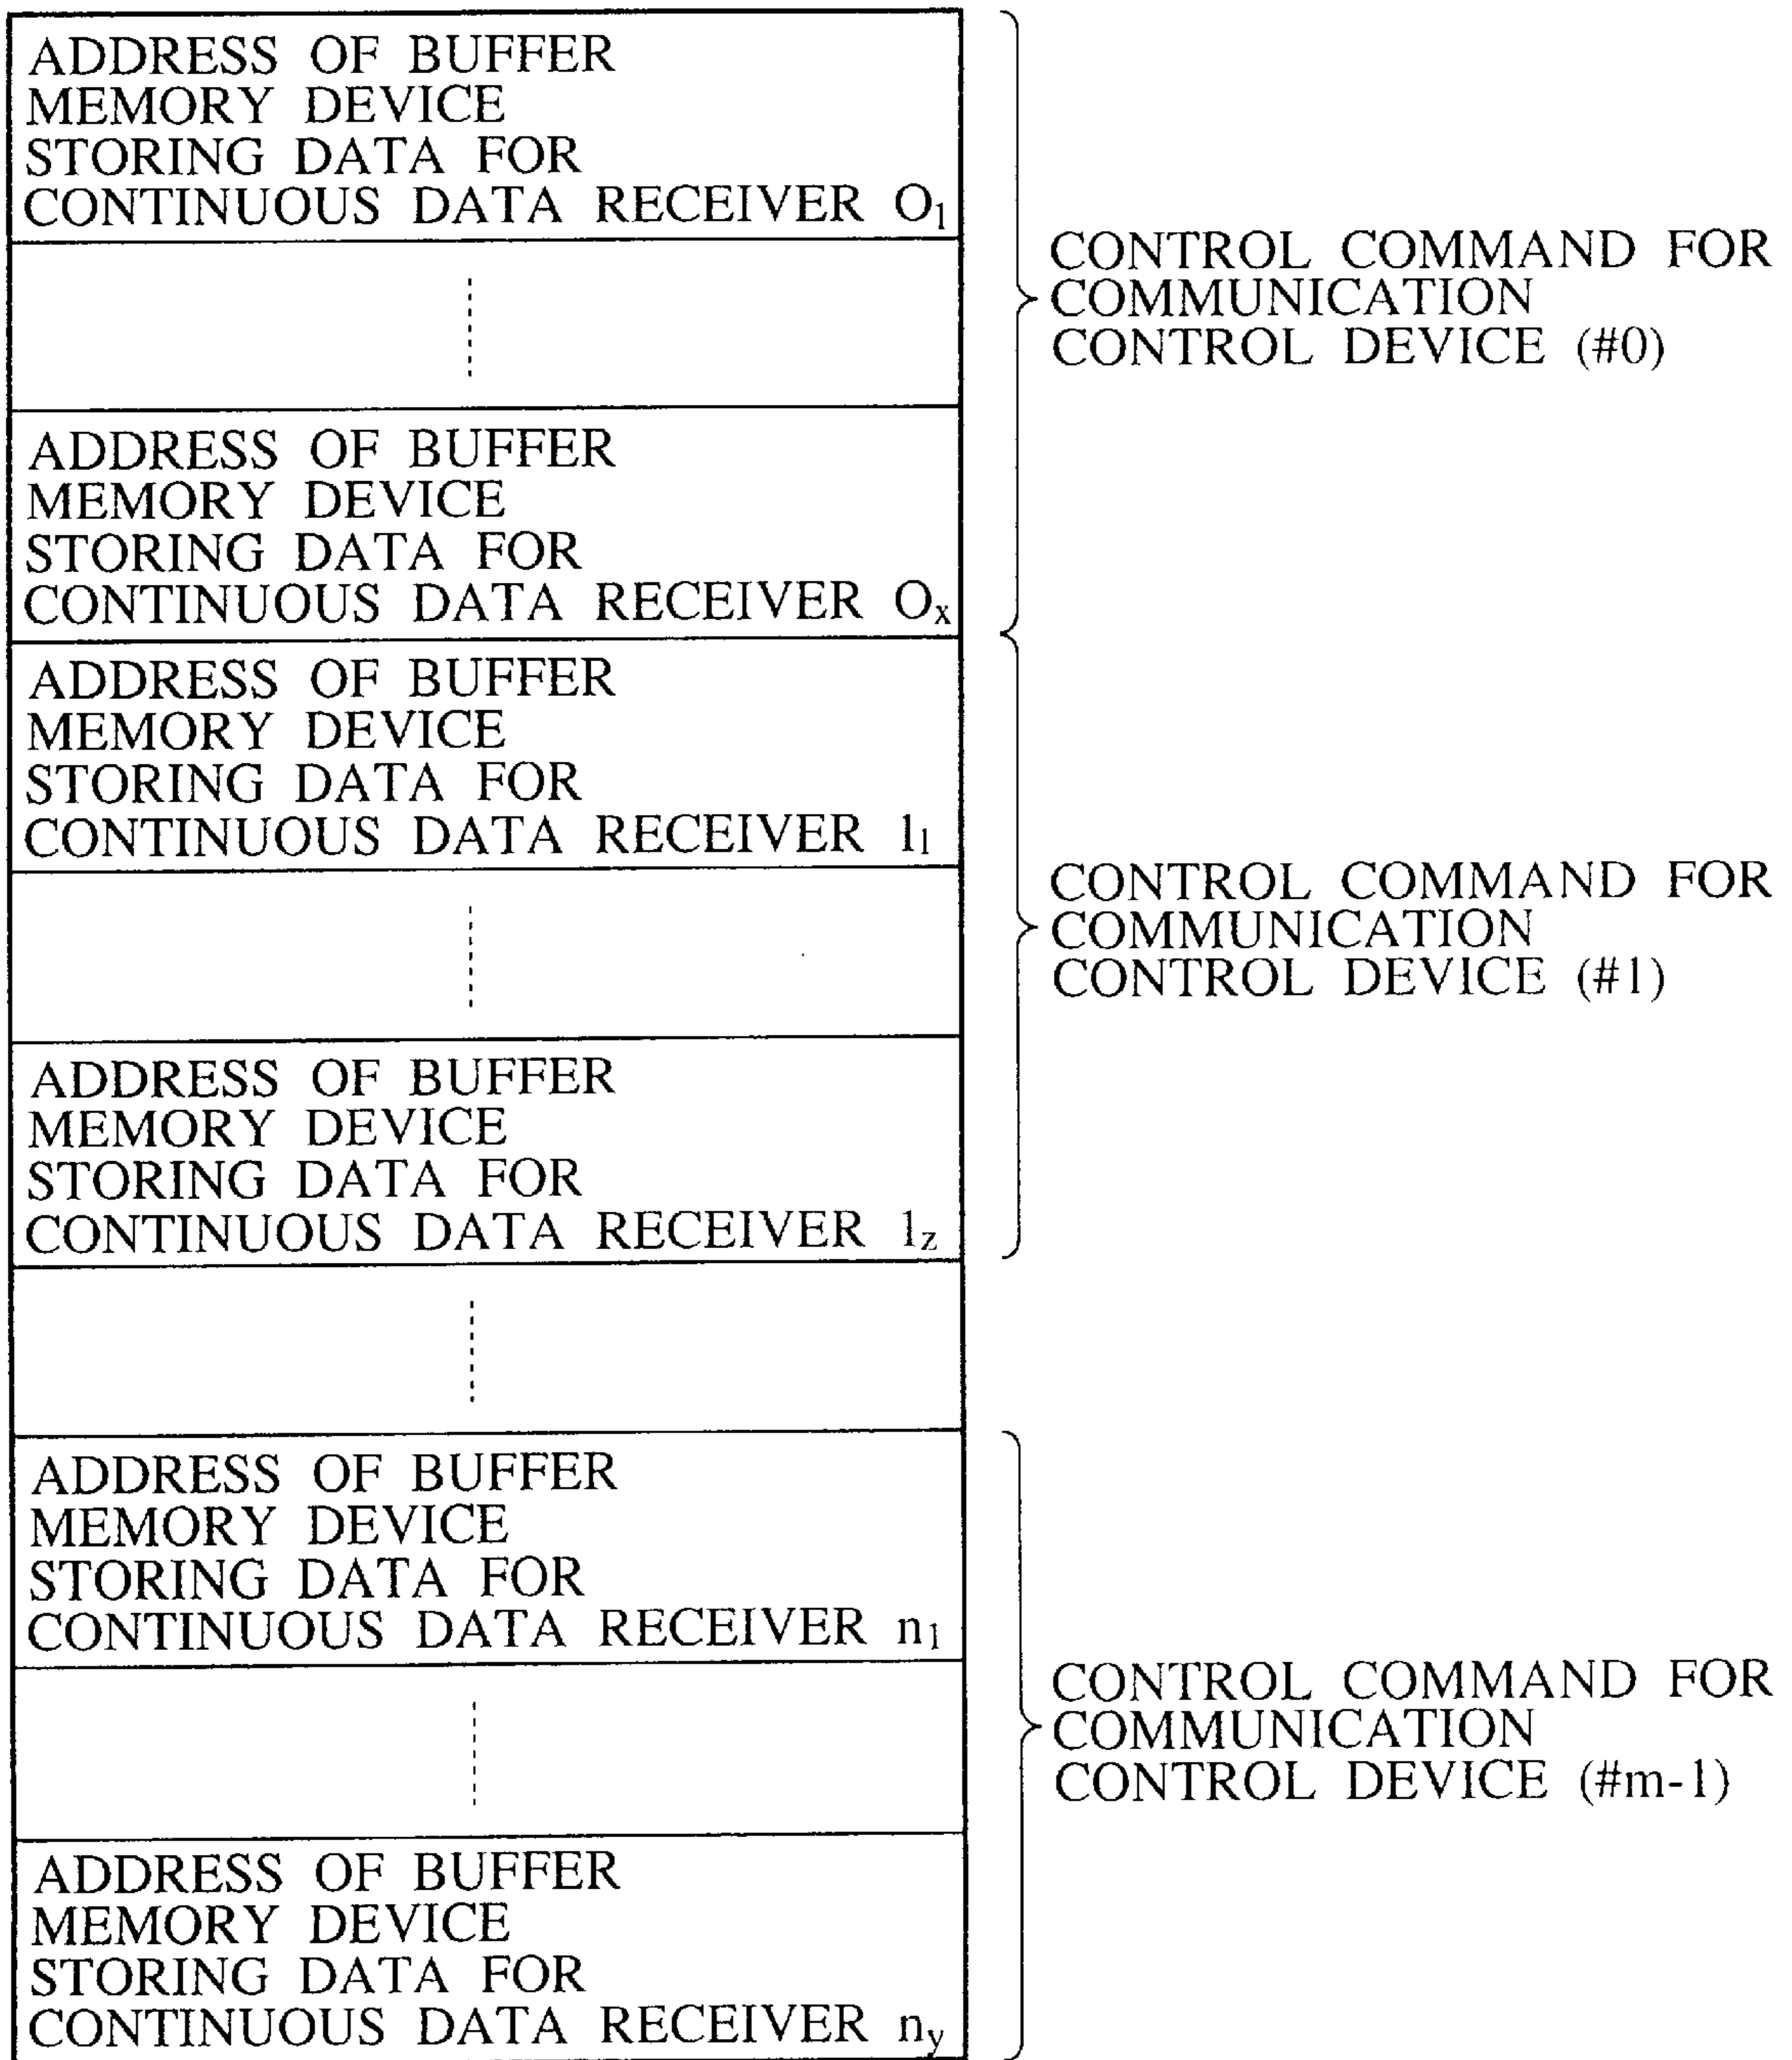 ADDRESS OF BUFFER
MEMORY DEVICE
STORING DATA FOR
CONTINUOUS DATA RECEIVER O₁
ADDRESS OF BUFFER
MEMORY DEVICE
STORING DATA FOR
CONTINUOUS DATA RECEIVER Oₓ
CONTROL COMMAND FOR
COMMUNICATION
CONTROL DEVICE (#0)
ADDRESS OF BUFFER
MEMORY DEVICE
STORING DATA FOR
CONTINUOUS DATA RECEIVER 1₁
ADDRESS OF BUFFER
MEMORY DEVICE
STORING DATA FOR
CONTINUOUS DATA RECEIVER 1z
CONTROL COMMAND FOR
COMMUNICATION
CONTROL DEVICE (#1)
ADDRESS OF BUFFER
MEMORY DEVICE
STORING DATA FOR
CONTINUOUS DATA RECEIVER n₁
ADDRESS OF BUFFER
MEMORY DEVICE
STORING DATA FOR
CONTINUOUS DATA RECEIVER ny
CONTROL COMMAND FOR
COMMUNICATION
CONTROL DEVICE (#m-1)